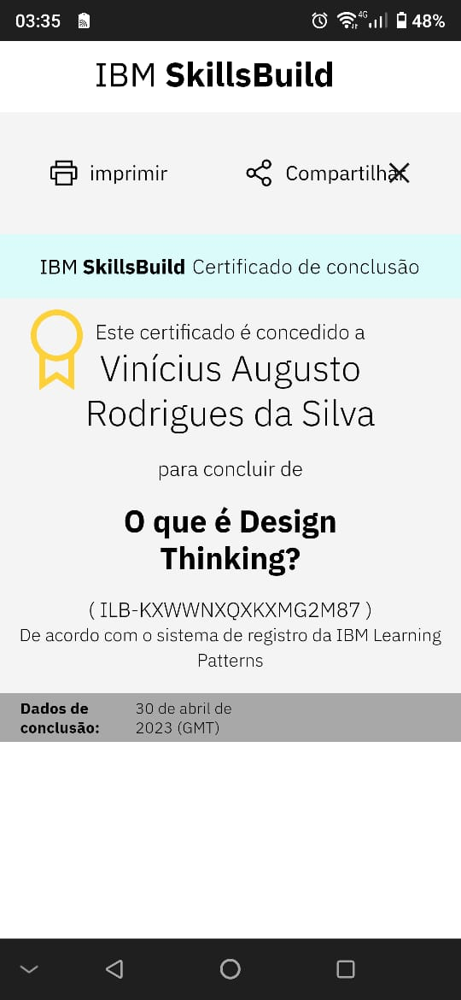 03:35 4G 48%
IBM SkillsBuild
imprimir Compartilhar
IBM SkillsBuild Certificado de conclusão
Este certificado é concedido a
Vinícius Augusto
Rodrigues da Silva
para concluir de
O que é Design
Thinking?
( ILB-KXWWNXQXKXMG2M87 )
De acordo com o sistema de registro da IBM Learning
Patterns
Dados de 30 de abril de
conclusão: 2023 (GMT)